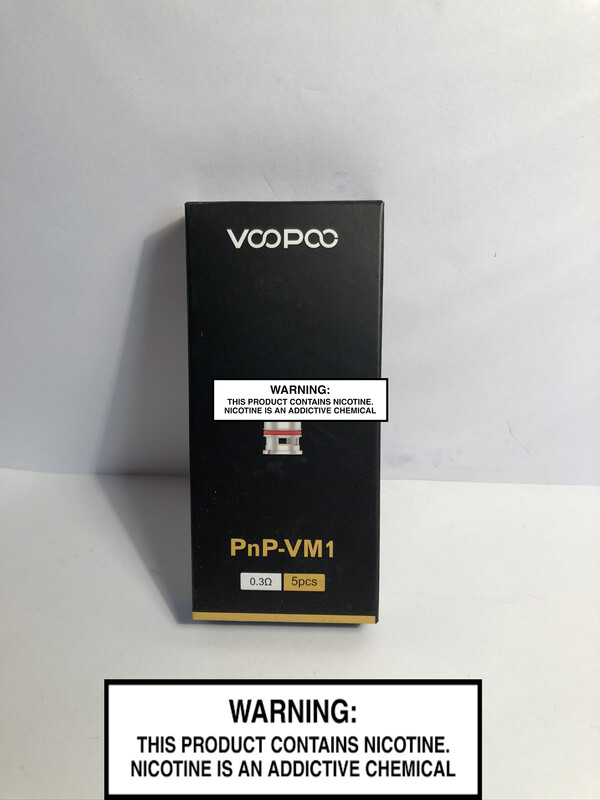 VOOPOO
WARNING:
THIS PRODUCT CONTAINS NICOTINE.
NICOTINE IS AN ADDICTIVE CHEMICAL
PnP-VM1
0.3Ω 5pcs
WARNING:
THIS PRODUCT CONTAINS NICOTINE.
NICOTINE IS AN ADDICTIVE CHEMICAL